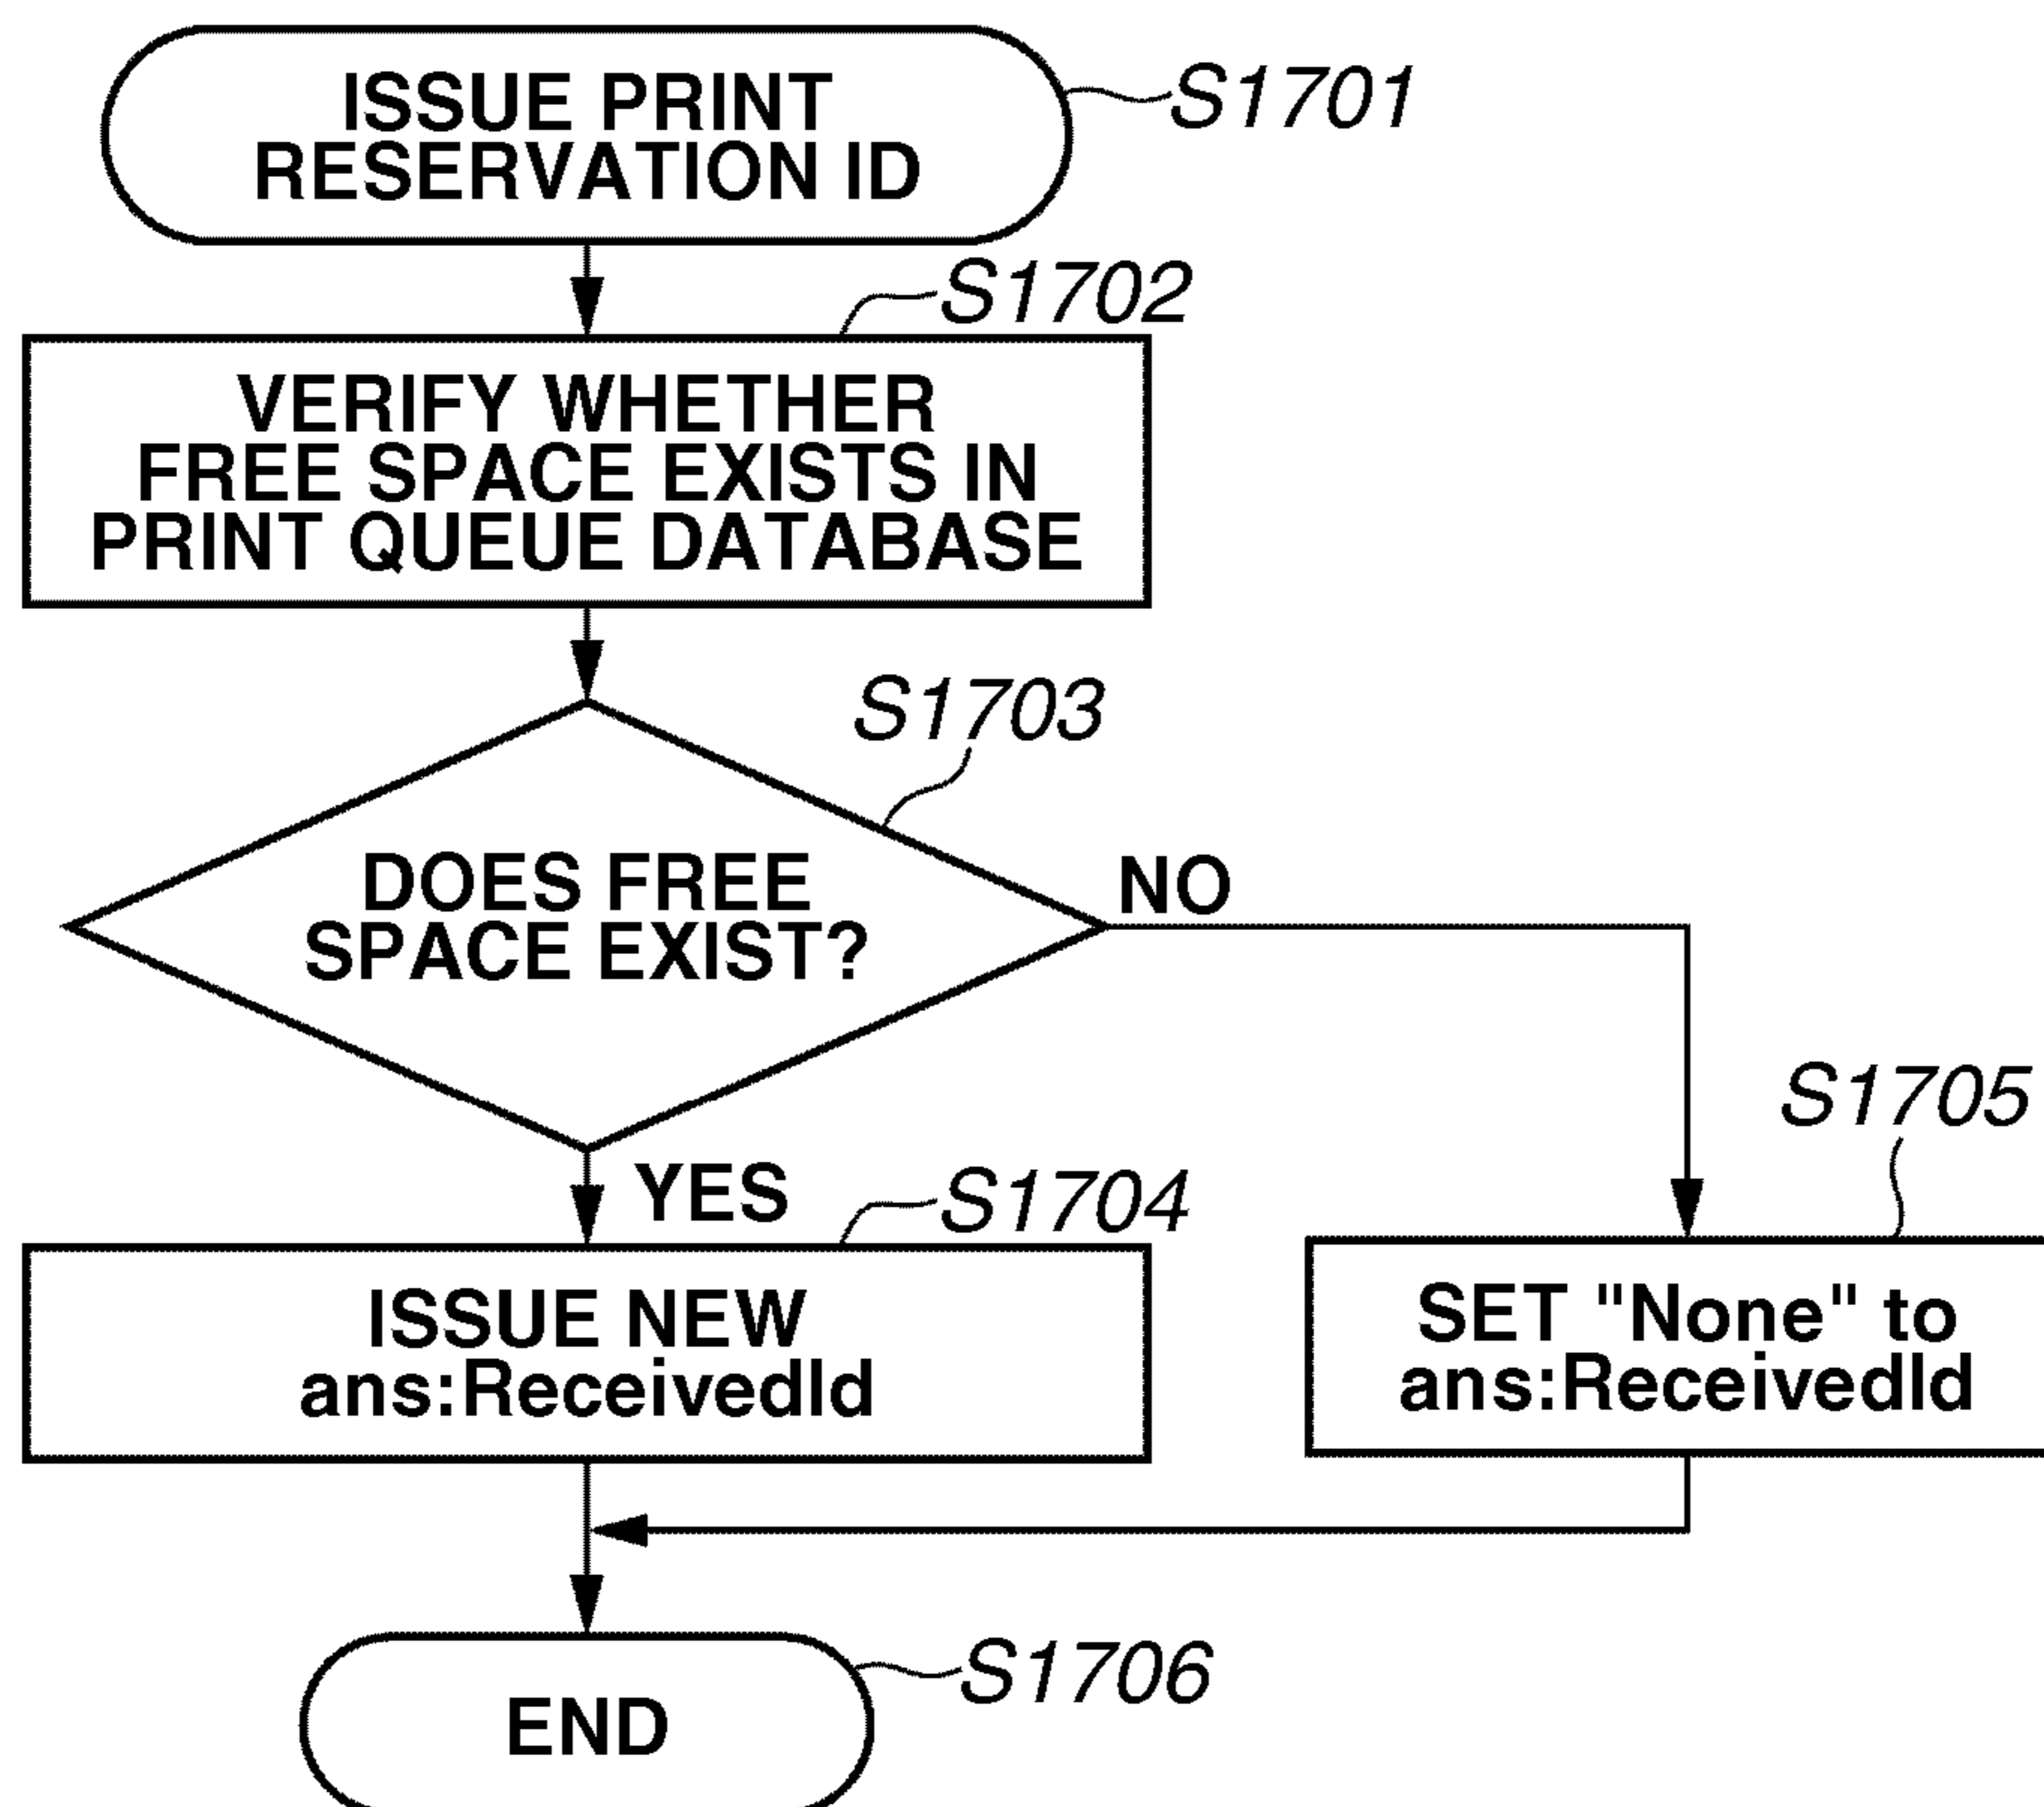 ISSUE PRINT
RESERVATION ID
S1701
S1702
VERIFY WHETHER
FREE SPACE EXISTS IN
PRINT QUEUE DATABASE
S1703
DOES FREE
SPACE EXIST?
NO
YES
S1704
ISSUE NEW
ans:ReceivedId
S1705
SET "None" to
ans:ReceivedId
S1706
END